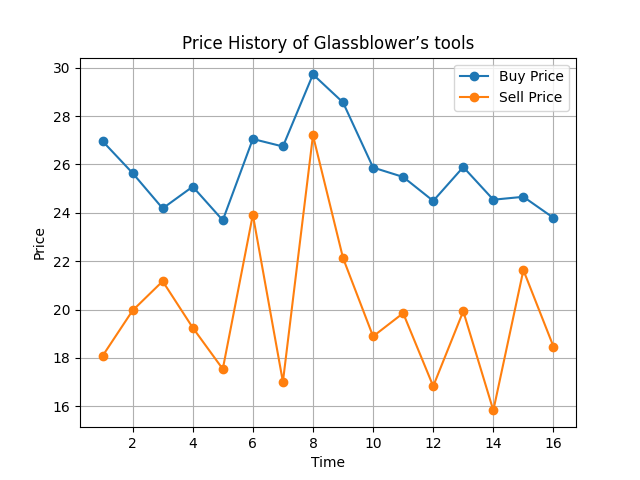 Price History of Glassblower’s tools
Buy Price
Sell Price
30
28
26
24
22
20
18
16
Price
2 4 6 8 10 12 14 16
Time